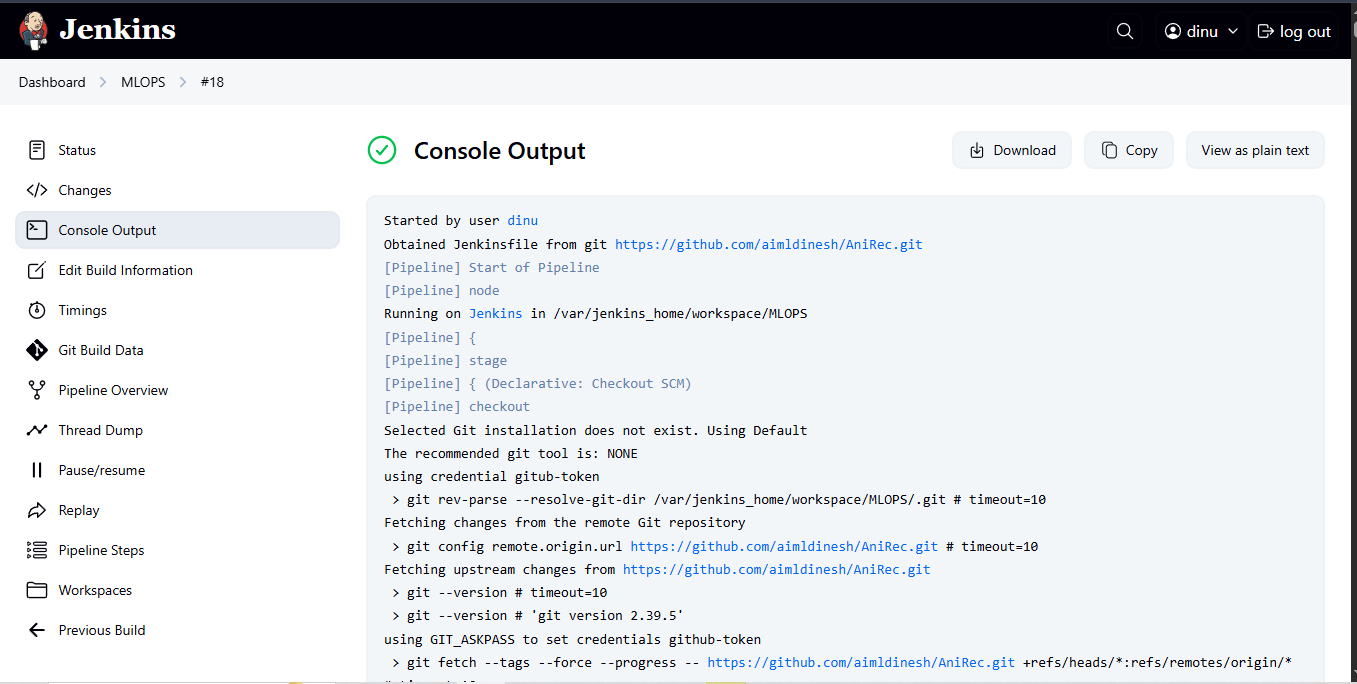 Jenkins
dinu
log out
Dashboard > MLOPS > #18
Status
Changes
Console Output
Edit Build Information
Timings
Git Build Data
Pipeline Overview
Thread Dump
Pause/resume
Replay
Pipeline Steps
Workspaces
Previous Build
Console Output
Download
Copy
View as plain text
Started by user dinu
Obtained Jenkinsfile from git https://github.com/aimldinesh/AniRec.git
[Pipeline] Start of Pipeline
[Pipeline] node
Running on Jenkins in /var/jenkins_home/workspace/MLOPS
[Pipeline] {
[Pipeline] stage
[Pipeline] { (Declarative: Checkout SCM)
[Pipeline] checkout
Selected Git installation does not exist. Using Default
The recommended git tool is: NONE
using credential gitub-token
> git rev-parse --resolve-git-dir /var/jenkins_home/workspace/MLOPS/.git # timeout=10
Fetching changes from the remote Git repository
> git config remote.origin.url https://github.com/aimldinesh/AniRec.git # timeout=10
Fetching upstream changes from https://github.com/aimldinesh/AniRec.git
> git --version # timeout=10
> git --version # 'git version 2.39.5'
using GIT_ASKPASS to set credentials github-token
> git fetch --tags --force --progress -- https://github.com/aimldinesh/AniRec.git +refs/heads/*:refs/remotes/origin/*